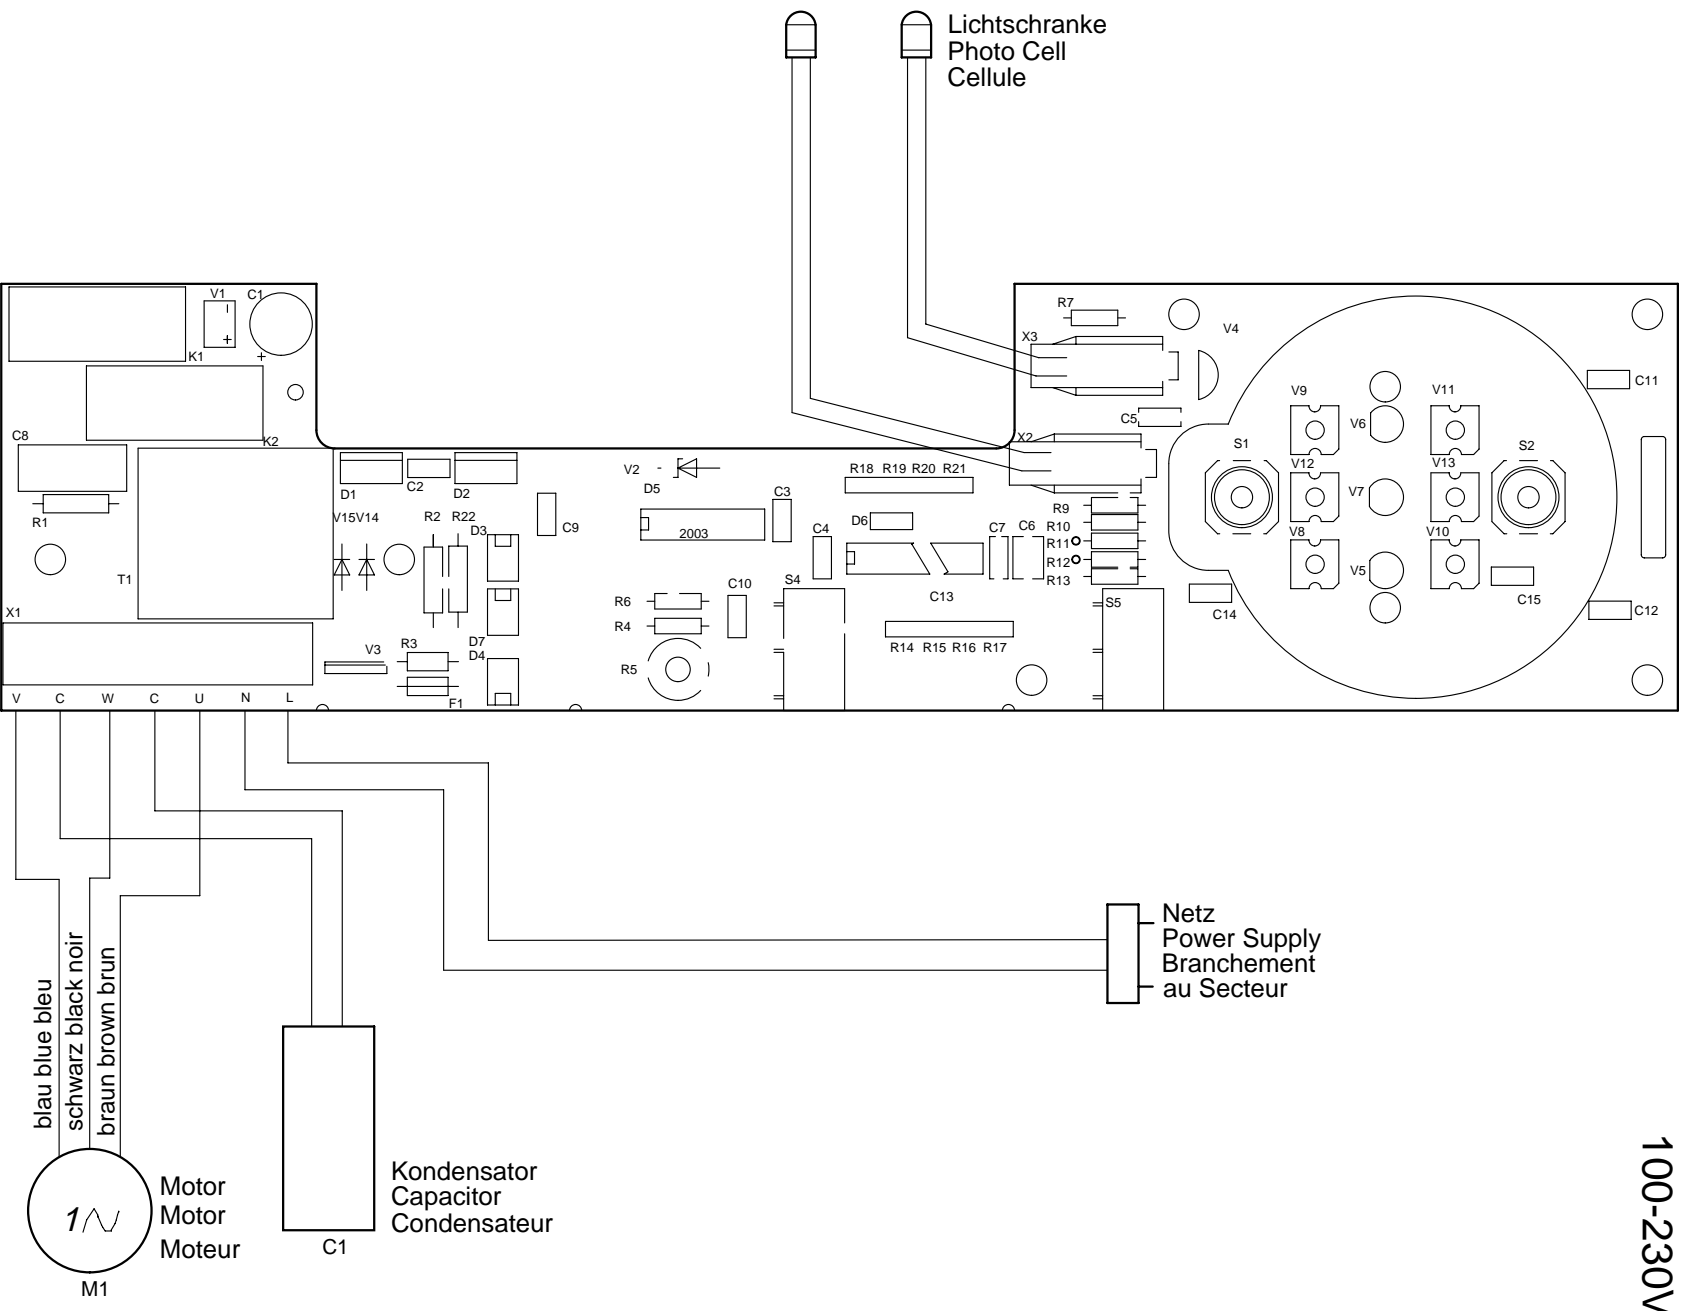 Lichtschranke
Photo Cell
Cellule
V1
C1
-
+
+
K1
K2
C8
R1
T1
X1
V C W C U N L
D1
C2
D2
V15V14
R2 R22
D3
C9
R3
V3
F1
D7
D4
V2 -
D5
2003
C3
C4
C10
R6
R4
R5
S4
R18 R19 R20 R21
D6
C7 C6
C13
R14 R15 R16 R17
X3
R7
V4
C5
X2
R9
R10
R11
R12
R13
S5
S1
S2
V9
V11
V6
V12
V13
V7
V8
V10
V5
C11
C12
C14
C15
Netz
Power Supply
Branchement
au Secteur
blau blue bleu
schwarz black noir
braun brown brun
1
Motor
Motor
Moteur
M1
Kondensator
Capacitor
Condensateur
C1
100-230V